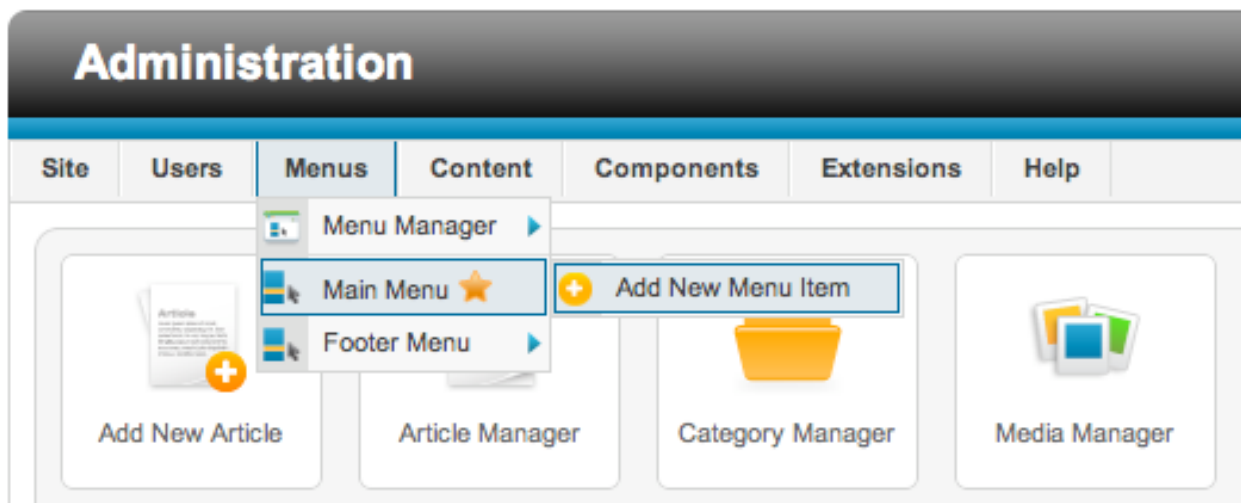 Administration
Site Users Menus Content Components Extensions Help
Menu Manager
Main Menu Add New Menu Item
Footer Menu
Article
Add New Article Article Manager Category Manager Media Manager